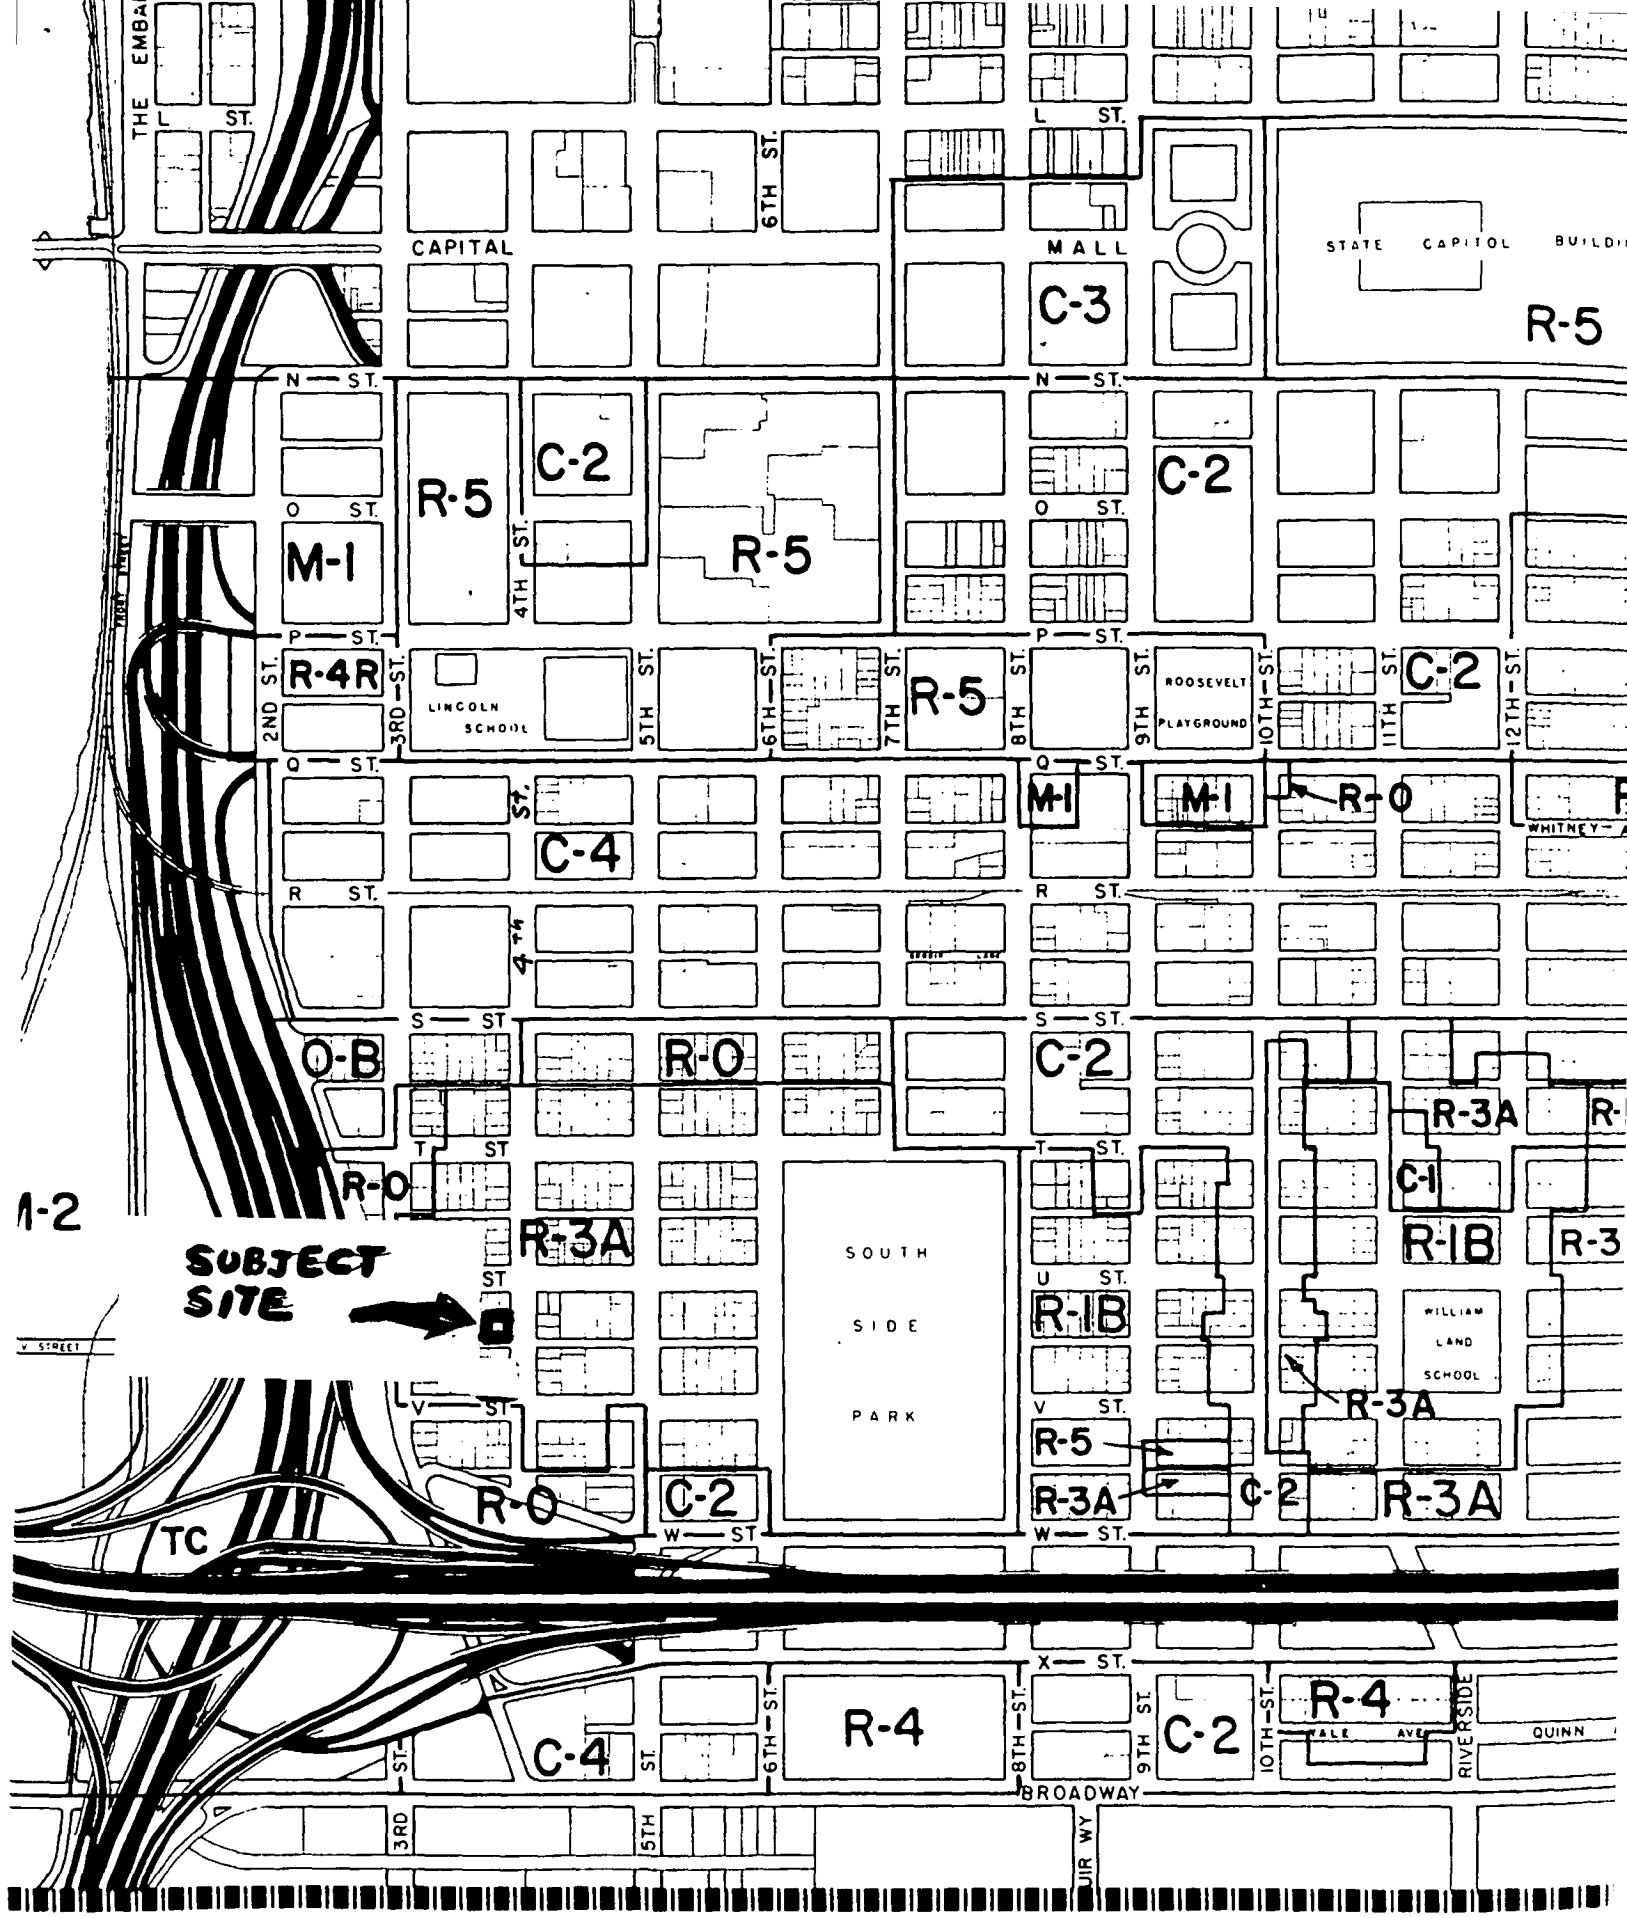 THE EMBA
L ST.
L ST.
6TH ST.
CAPITAL
MALL
STATE CAPITOL BUILDI
C-3
R-5
N ST.
N ST.
R-5
C-2
R-5
C-2
O ST.
O ST.
M-1
4TH ST.
FRONT STREET
P ST.
P ST.
R-4R
2ND ST.
3RD ST.
LINCOLN
SCHOOL
5TH ST.
6TH ST.
7TH ST.
R-5
8TH ST.
9TH ST.
ROOSEVELT
PLAYGROUND
10TH ST.
11TH ST.
C-2
12TH ST.
Q ST.
Q ST.
ST.
M-1
M-1
R-O
WHITNEY A
C-4
R ST.
R ST.
4TH
S ST
S ST.
O-B
R-O
C-2
R-3A
R-
T ST
T ST.
R-O
C-1
-2
R-3A
SOUTH
SIDE
PARK
R-1B
R-3
SUBJECT
SITE
ST
U ST.
R-1B
WILLIAM
LAND
SCHOOL
V STREET
R-3A
V ST
V ST.
R-5
R-O
C-2
R-3A
C-2
R-3A
W ST
W ST.
TC
X ST.
6TH ST.
R-4
8TH ST.
9TH ST.
C-2
10TH ST.
R-4
YALE AVE
RIVERSIDE
QUINN
C-4
ST.
ST.
BROADWAY
3RD
5TH
UIR WY